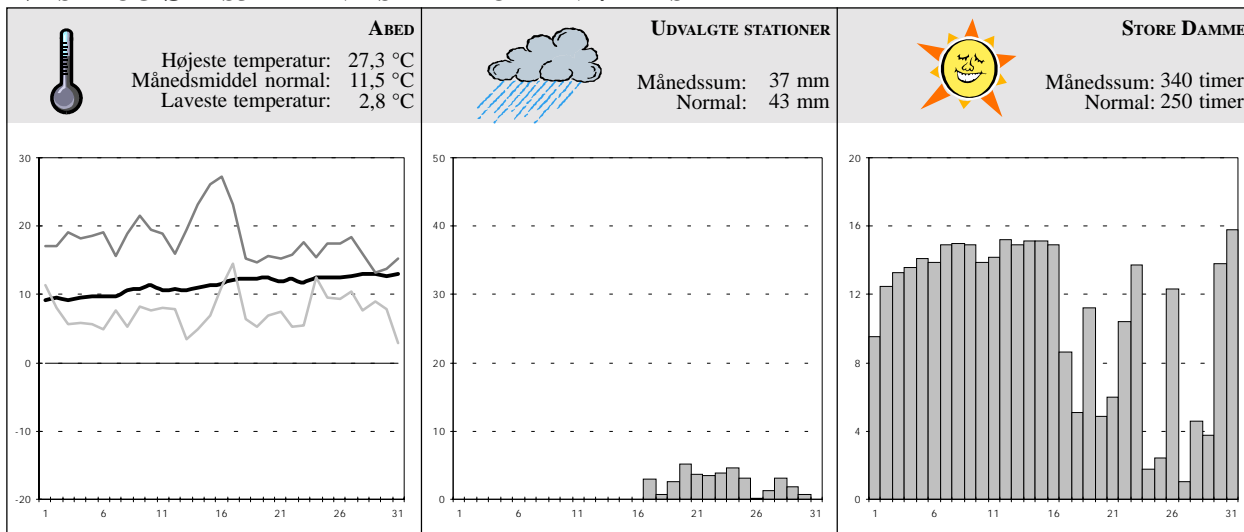 ABED
Højeste temperatur: 27,3 °C
Månedsmiddel normal: 11,5 °C
Laveste temperatur: 2,8 °C
UDVALGTE STATIONER
Månedssum: 37 mm
Normal: 43 mm
STORE DAMME
Månedssum: 340 timer
Normal: 250 timer
30
20
10
0
-10
-20
1 6 11 16 21 26 31
50
40
30
20
10
0
1 6 11 16 21 26 31
20
16
12
8
4
0
1 6 11 16 21 26 31